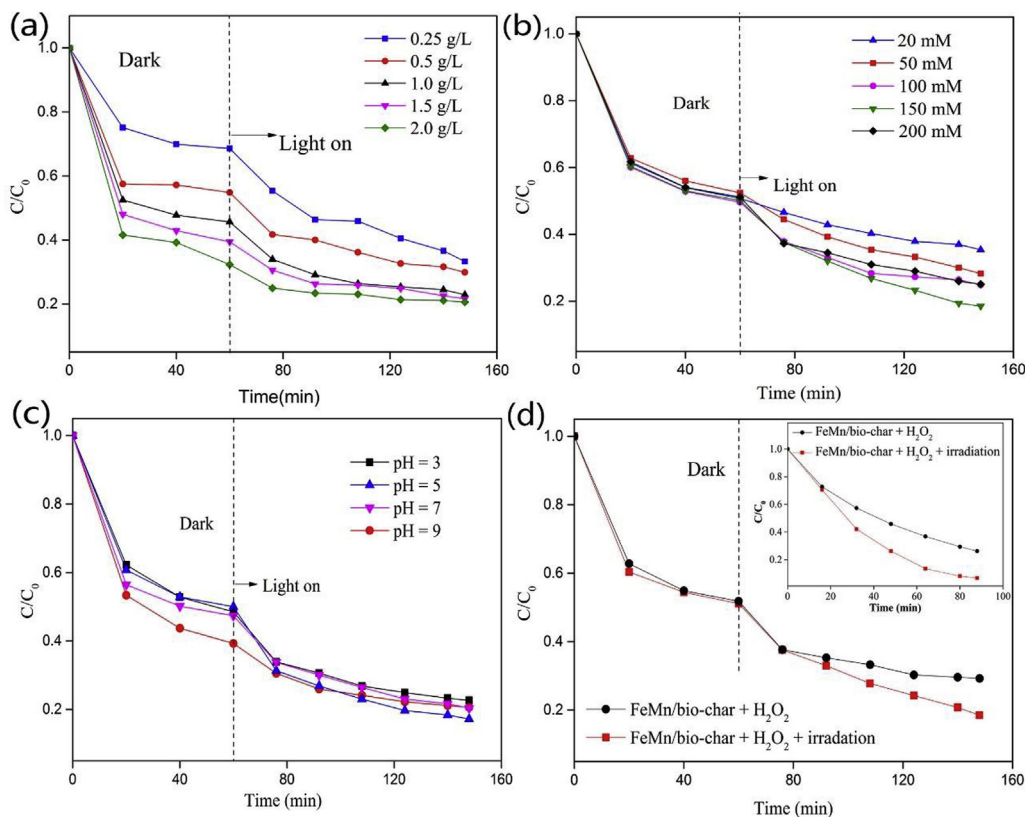 (a)
Dark
0.25 g/L
0.5 g/L
1.0 g/L
1.5 g/L
2.0 g/L
Light on
C/C0
1.0
0.8
0.6
0.4
0.2
0 40 80 120 160
Time(min)
(b)
Dark
20 mM
50 mM
100 mM
150 mM
200 mM
Light on
C/C0
1.0
0.8
0.6
0.4
0.2
0 40 80 120 160
Time (min)
(c)
pH = 3
pH = 5
pH = 7
pH = 9
Dark
Light on
C/C0
1.0
0.8
0.6
0.4
0.2
0 40 80 120 160
Time (min)
(d)
Dark
FeMn/bio-char + H2O2
FeMn/bio-char + H2O2 + irradiation
C/C0
1.0
0.8
0.6
0.4
0.2
0 20 40 60 80 100
Time (min)
C/C0
1.0
0.8
0.6
0.4
0.2
FeMn/bio-char + H2O2
FeMn/bio-char + H2O2 + irradiation
0 40 80 120 160
Time (min)